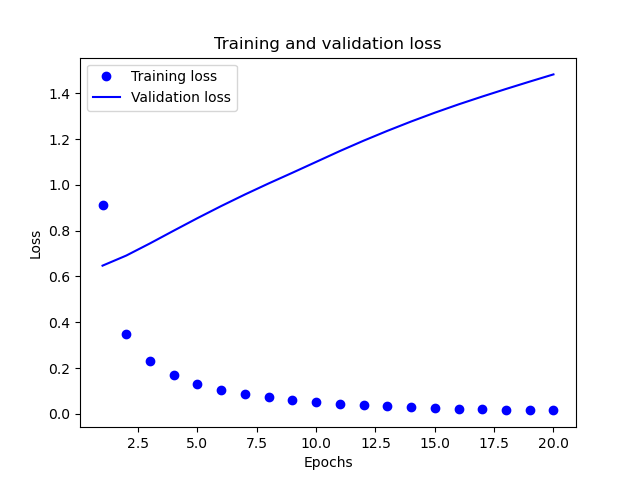 Training and validation loss
Training loss
Validation loss
1.4
1.2
1.0
0.8
0.6
0.4
0.2
0.0
Loss
2.5 5.0 7.5 10.0 12.5 15.0 17.5 20.0
Epochs